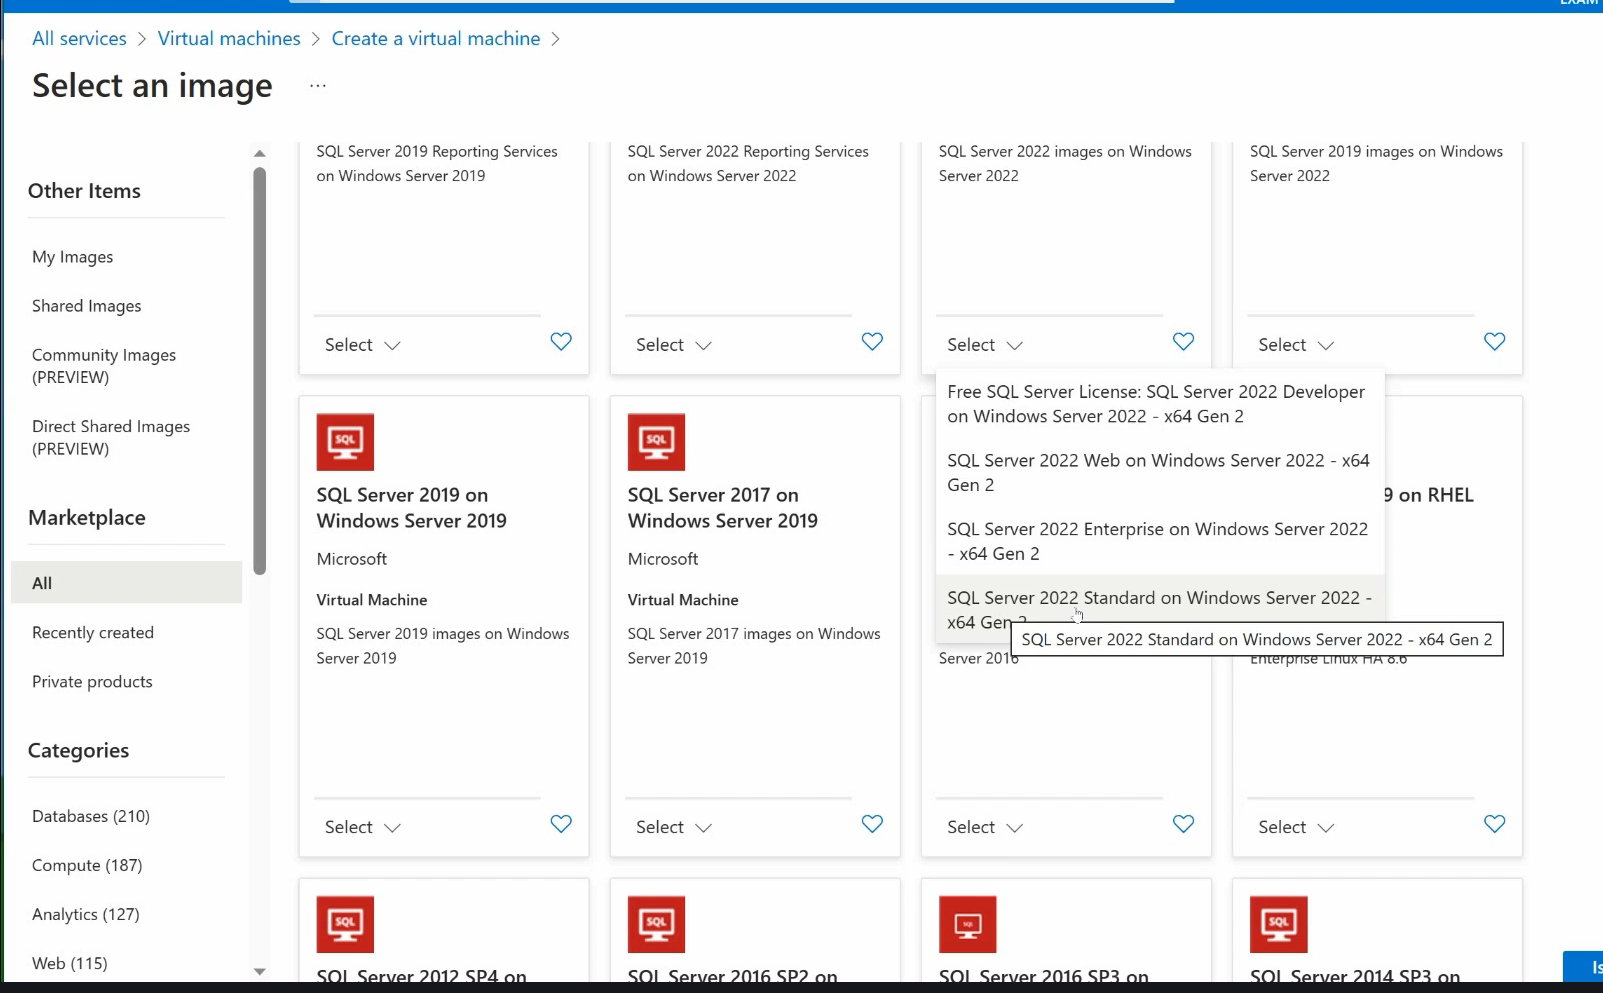 EXAM
All services > Virtual machines > Create a virtual machine >
Select an image ...
Other Items
My Images
Shared Images
Community Images
(PREVIEW)
Direct Shared Images
(PREVIEW)
Marketplace
All
Recently created
Private products
Categories
Databases (210)
Compute (187)
Analytics (127)
Web (115)
SQL Server 2019 Reporting Services
on Windows Server 2019
Select
SQL Server 2022 Reporting Services
on Windows Server 2022
Select
SQL Server 2022 images on Windows
Server 2022
Select
SQL Server 2019 images on Windows
Server 2022
Select
Free SQL Server License: SQL Server 2022 Developer
on Windows Server 2022 - x64 Gen 2
SQL Server 2022 Web on Windows Server 2022 - x64
Gen 2
SQL Server 2022 Enterprise on Windows Server 2022
- x64 Gen 2
SQL Server 2022 Standard on Windows Server 2022 -
x64 Gen 2
SQL Server 2022 Standard on Windows Server 2022 - x64 Gen 2
SQL
SQL Server 2019 on
Windows Server 2019
Microsoft
Virtual Machine
SQL Server 2019 images on Windows
Server 2019
Select
SQL
SQL Server 2017 on
Windows Server 2019
Microsoft
Virtual Machine
SQL Server 2017 images on Windows
Server 2019
Select
Server 2016
Select
9 on RHEL
Enterprise Linux HA 8.6
Select
SQL
SQL Server 2012 SP4 on
SQL
SQL Server 2016 SP2 on
SQL
SQL Server 2016 SP3 on
SQL
SQL Server 2014 SP3 on